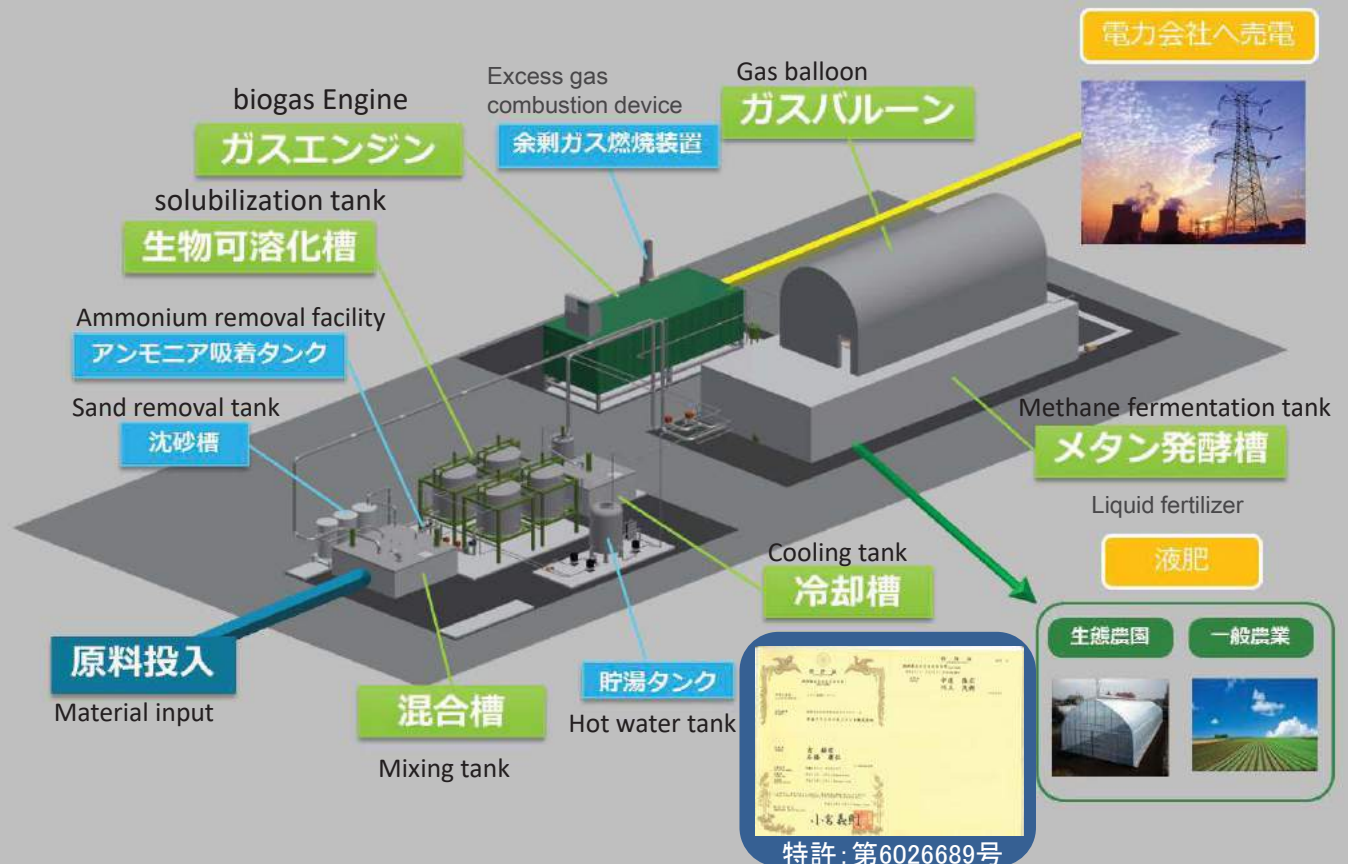 電力会社へ売電
biogas Engine
ガスエンジン
Excess gas
combustion device
余剰ガス燃焼装置
Gas balloon
ガスバルーン
solubilization tank
生物可溶化槽
Ammonium removal facility
アンモニア吸着タンク
Sand removal tank
沈砂槽
Methane fermentation tank
メタン発酵槽
Liquid fertilizer
液肥
生態農園
一般農業
Cooling tank
冷却槽
原料投入
Material input
混合槽
Mixing tank
貯湯タンク
Hot water tank
小宮義則
特許:第6026689号